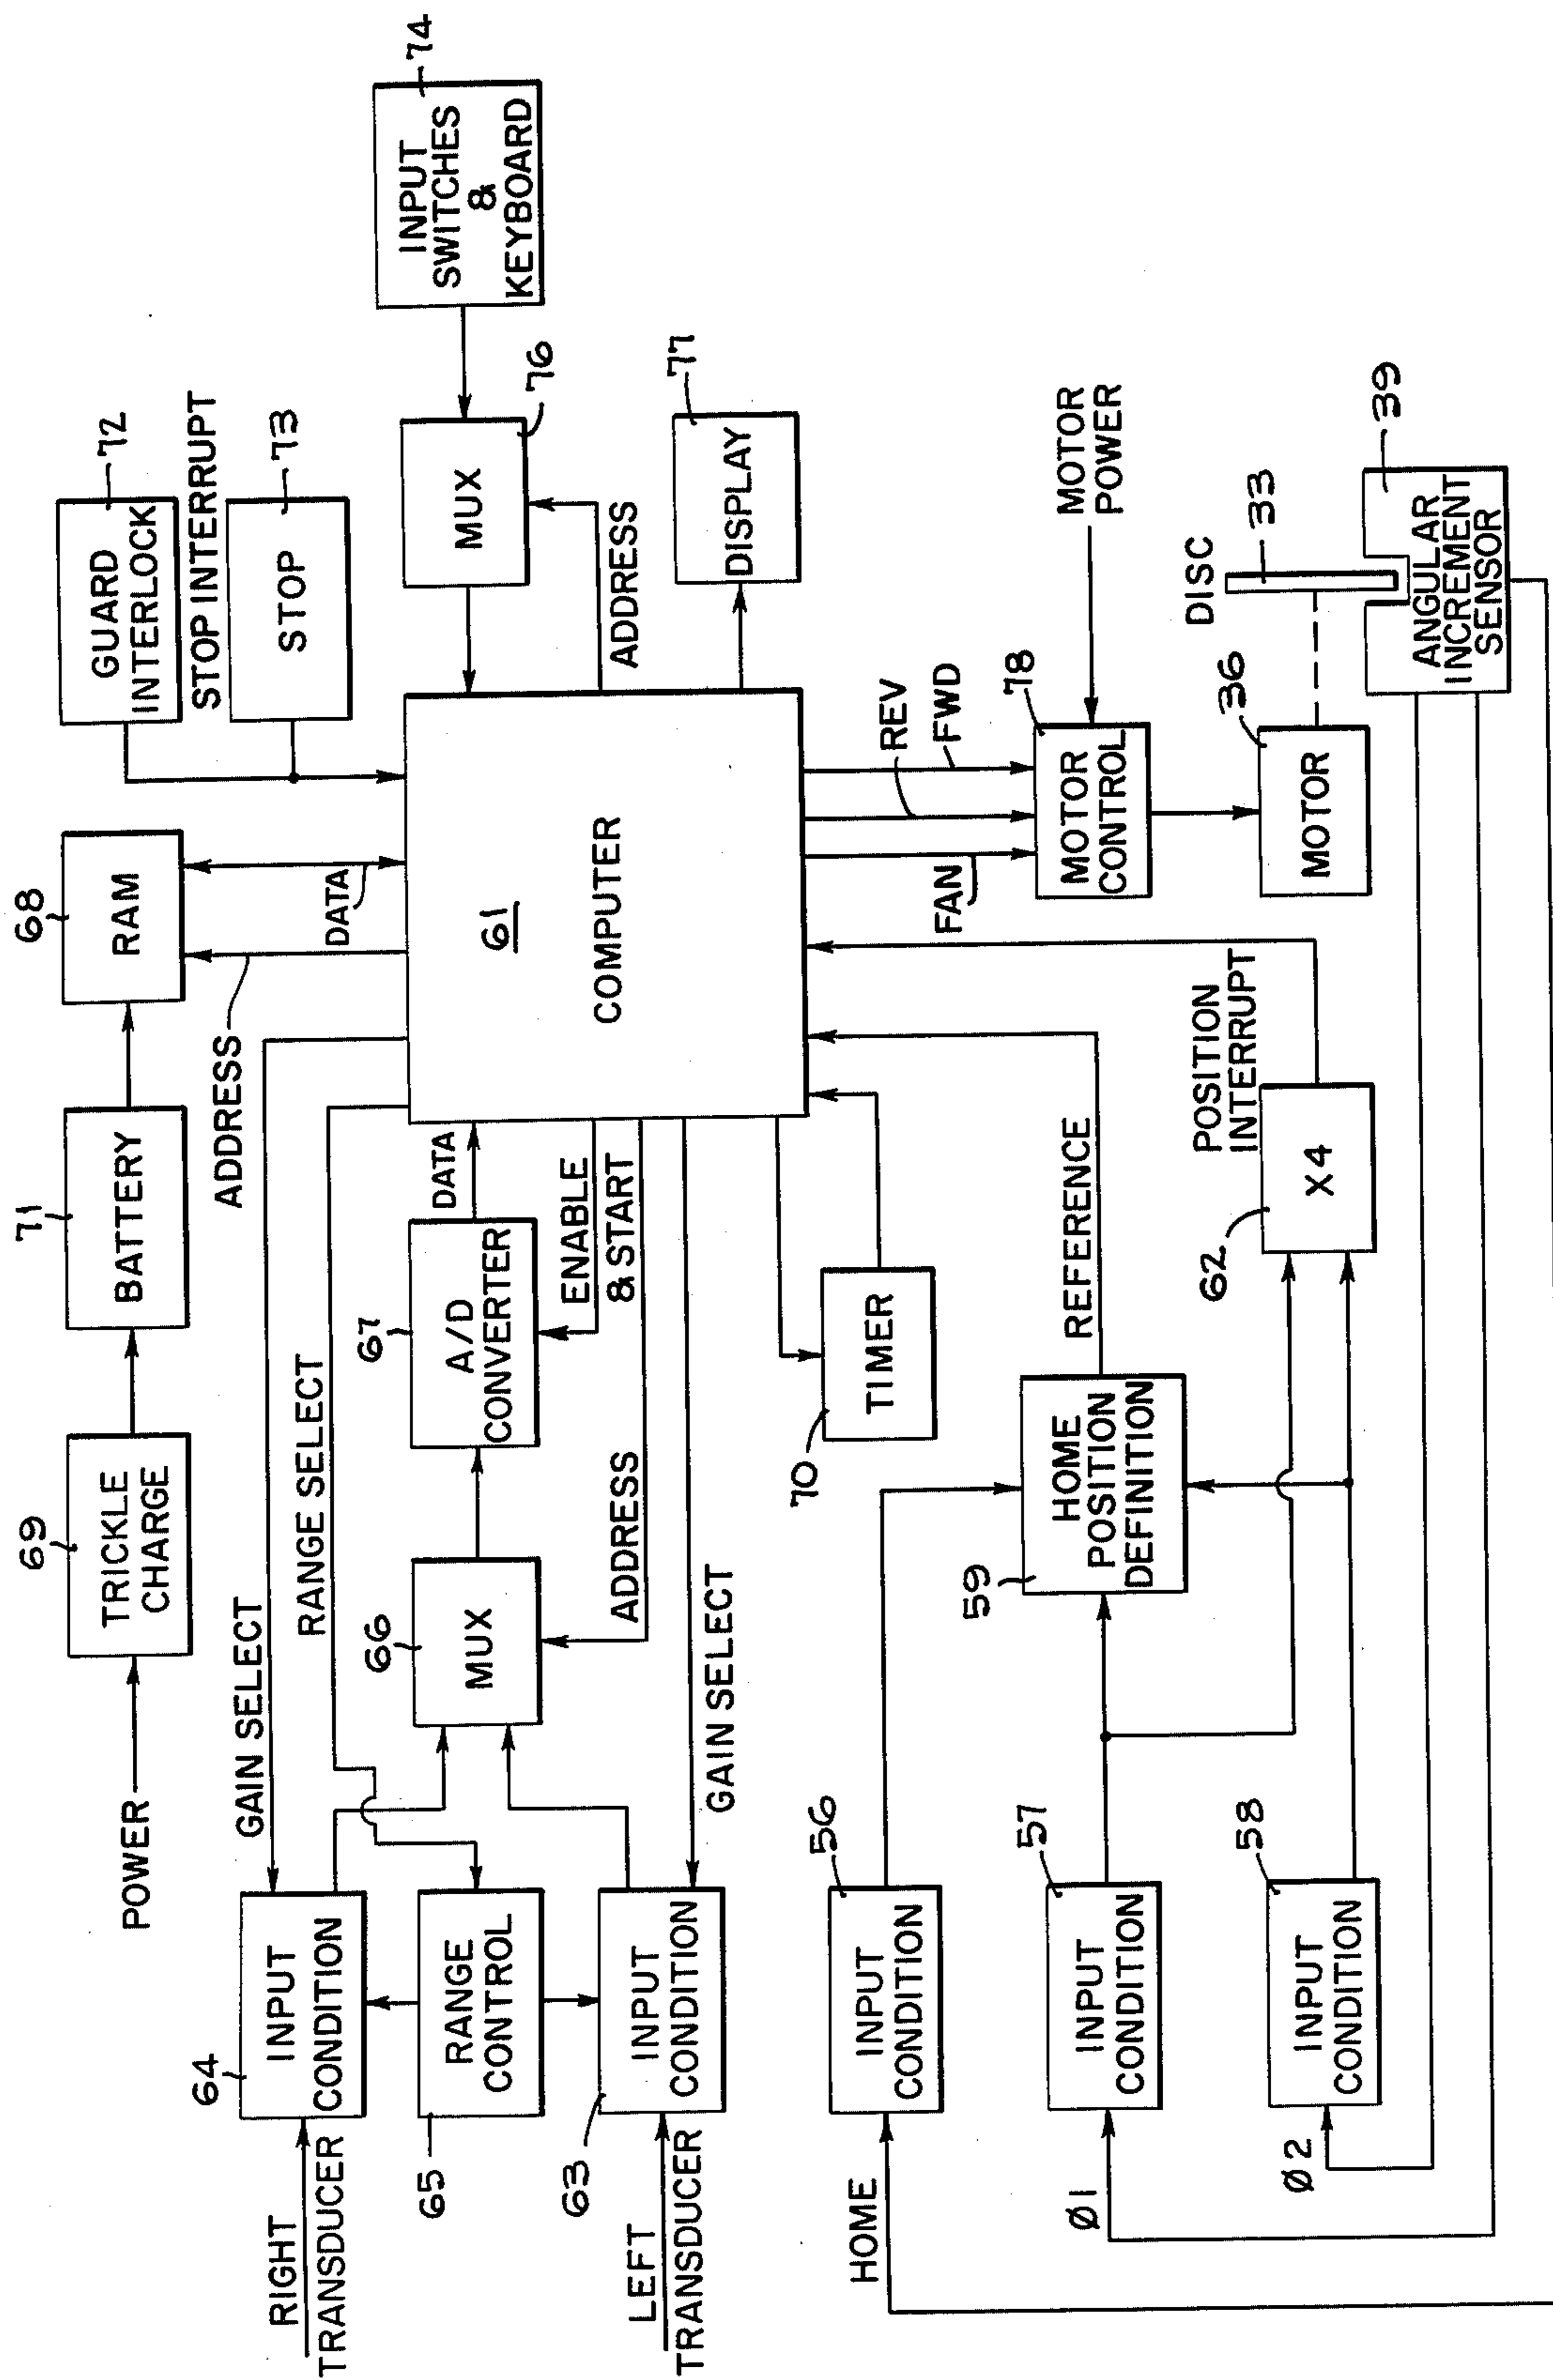 POWER
69
TRICKLE
CHARGE
71
BATTERY
68
RAM
72
GUARD
INTERLOCK
STOP INTERRUPT
73
STOP
74
INPUT
SWITCHES
&
KEYBOARD
ADDRESS
DATA
GAIN SELECT
RANGE SELECT
RIGHT
TRANSDUCER
64
INPUT
CONDITION
65
RANGE
CONTROL
LEFT
TRANSDUCER
63
INPUT
CONDITION
66
MUX
67
A/D
CONVERTER
DATA
ENABLE
& START
ADDRESS
GAIN SELECT
61
COMPUTER
MUX
76
ADDRESS
77
DISPLAY
70
TIMER
HOME
56
INPUT
CONDITION
Ø1
57
INPUT
CONDITION
Ø2
58
INPUT
CONDITION
59
HOME
POSITION
DEFINITION
REFERENCE
62
X4
POSITION
INTERRUPT
FAN
REV
FWD
78
MOTOR
CONTROL
MOTOR
POWER
36
MOTOR
DISC
33
39
ANGULAR
INCREMENT
SENSOR